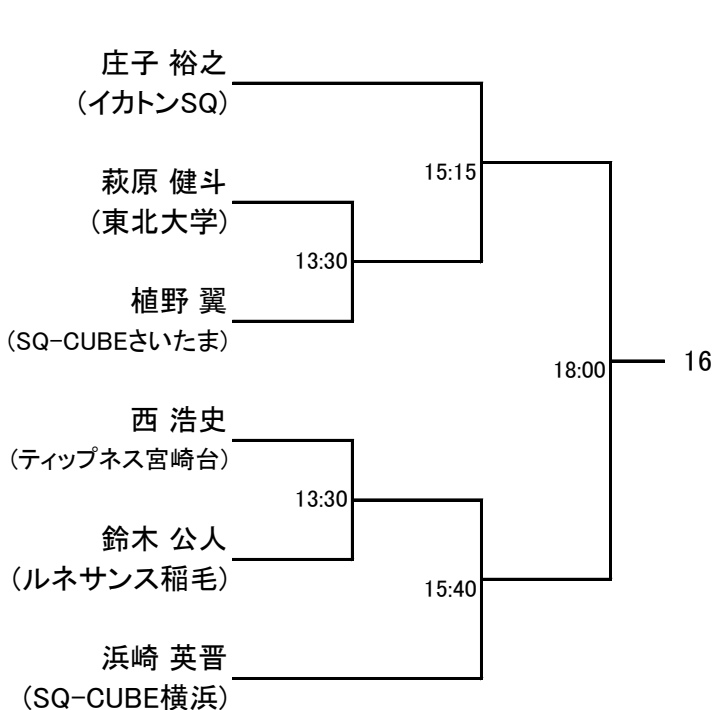 庄子 裕之
(イカトンSQ)
15:15
萩原 健斗
(東北大学)
13:30
植野 翼
(SQ-CUBEさいたま)
18:00
16
西 浩史
(ティップネス宮崎台)
13:30
鈴木 公人
(ルネサンス稲毛)
15:40
浜崎 英晋
(SQ-CUBE横浜)